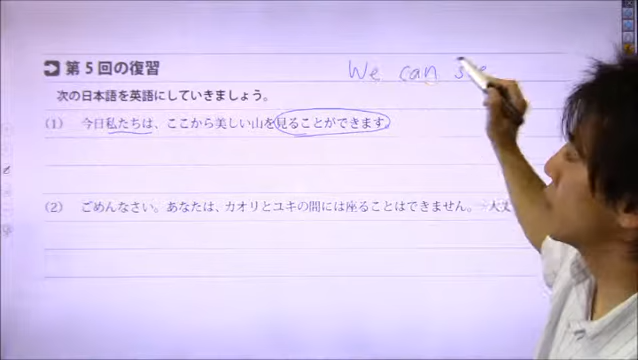 第5回の復習
We can see
次の日本語を英語にしていきましょう。
(1) 今日私たちは、ここから美しい山を見ることができます。
(2) ごめんなさい。あなたは、カオリとユキの間には座ることはできません。